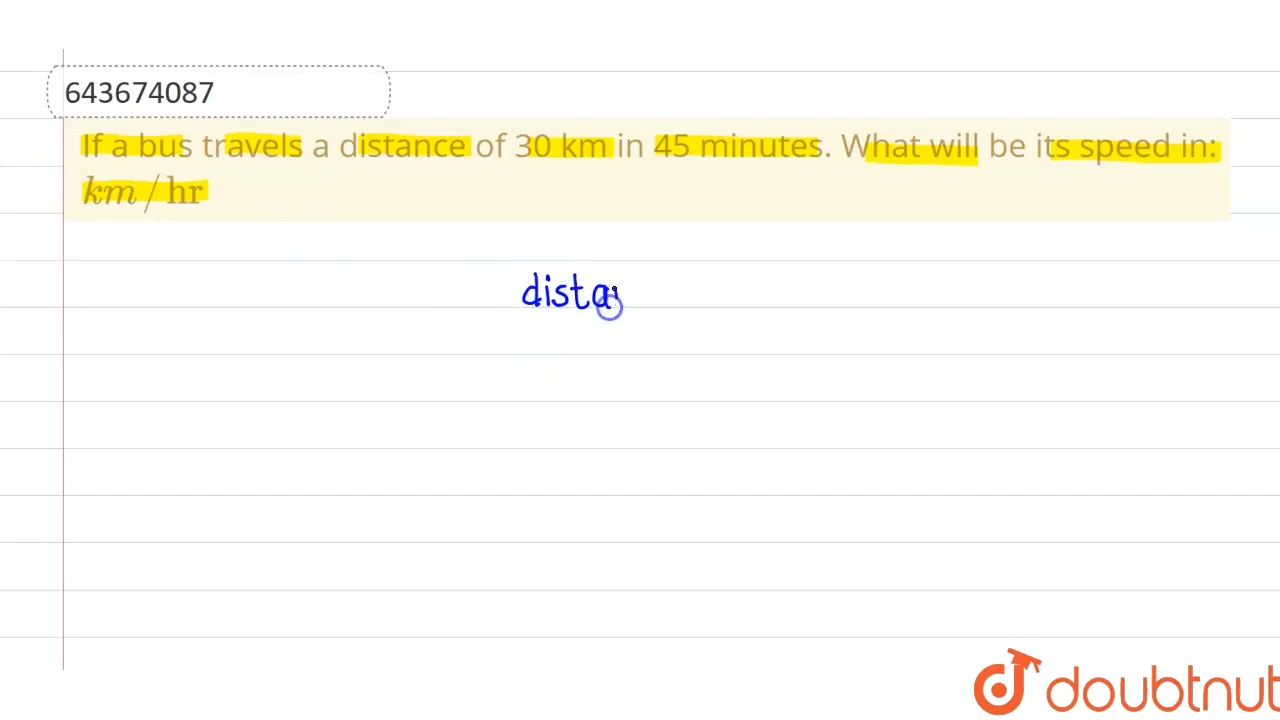 643674087
If a bus travels a distance of 30 km in 45 minutes. What will be its speed in:
km / hr
dista
doubtnut